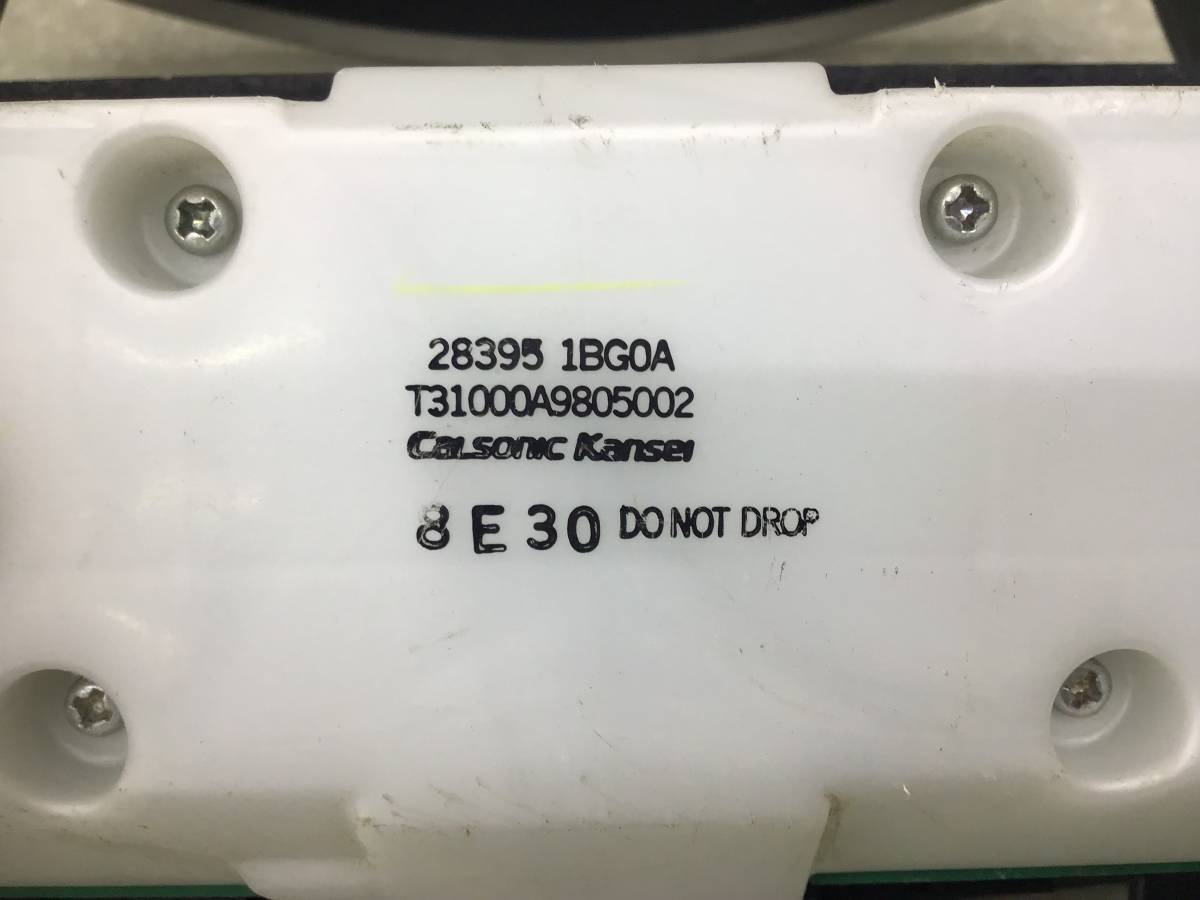 28395 1BG0A
T31000A9805002
CaLsonic Kansei
8 E 30 DO NOT DROP